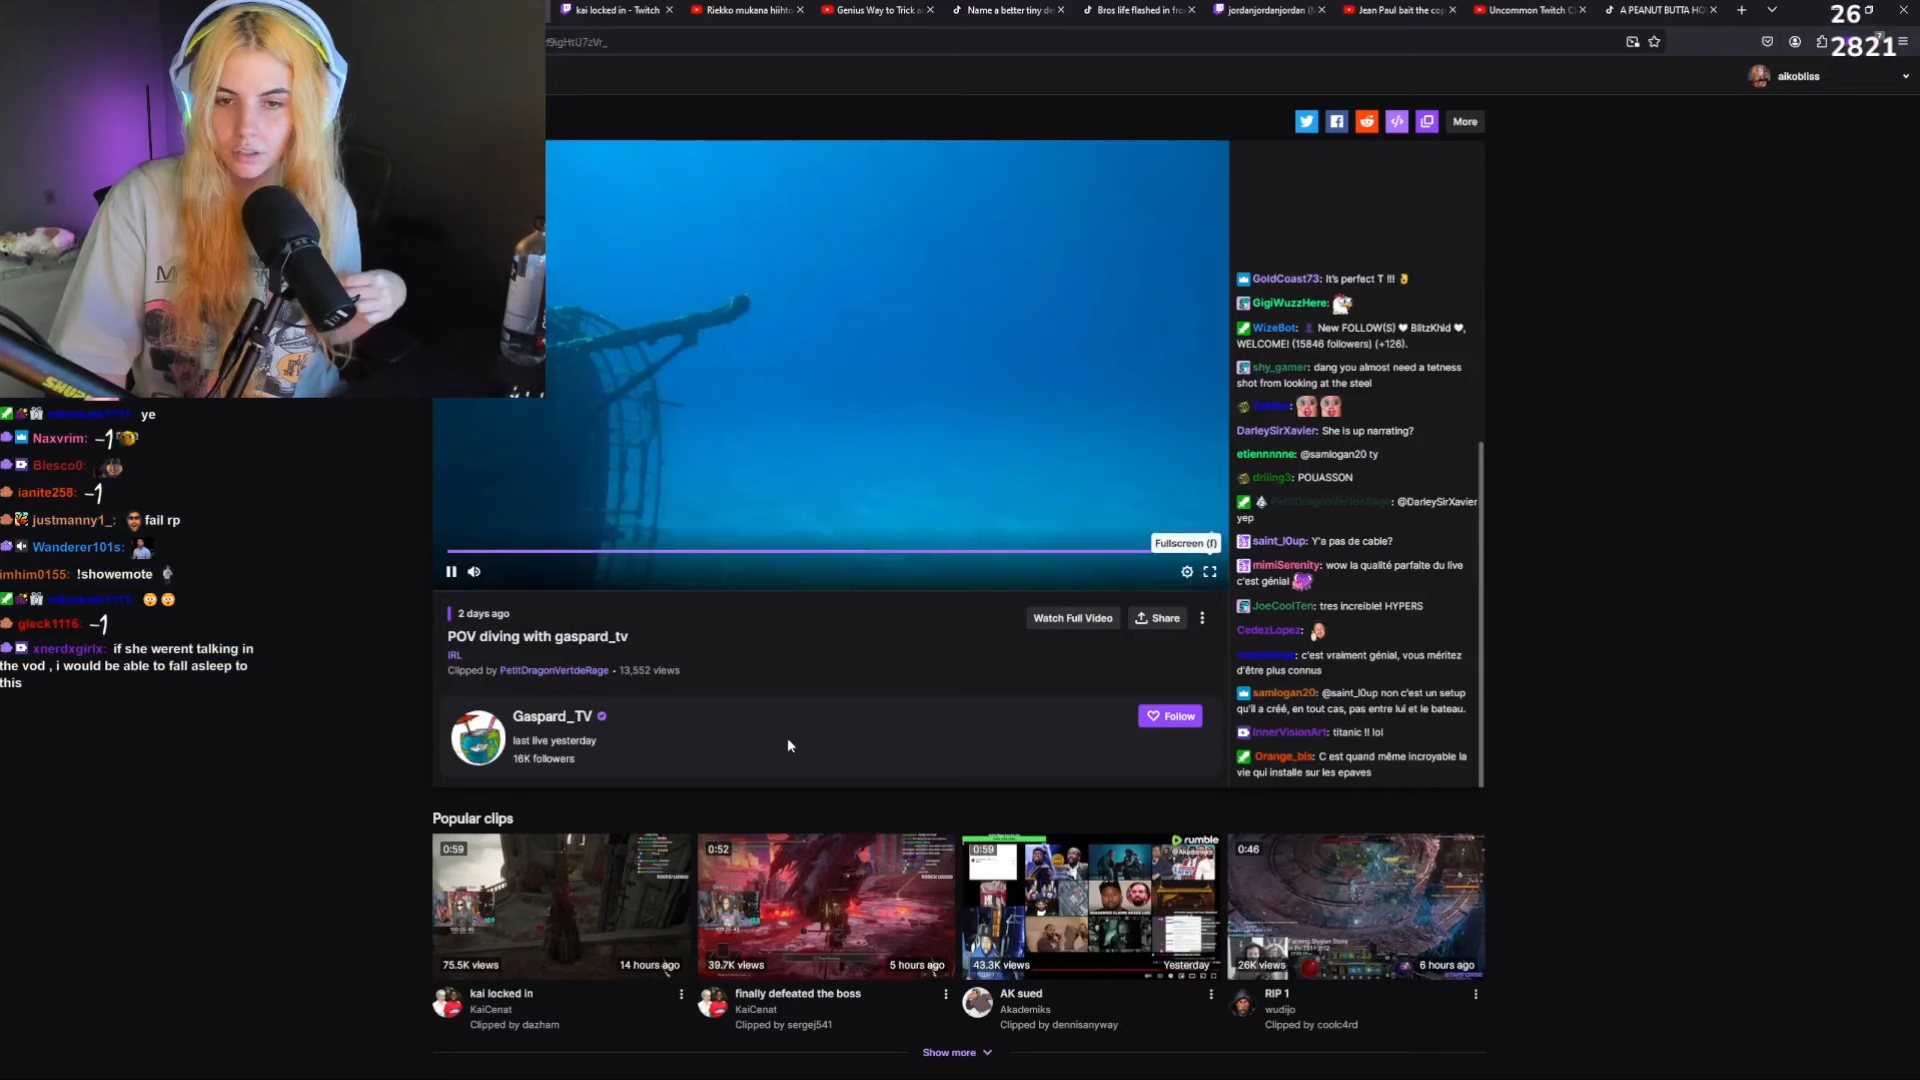 kai locked in - Twitch
Riekko mukana hiihto
Genius Way to Trick a
Name a better tiny de
Bros life flashed in fro
jordanjordanjordan
Jean Paul bait the cop
Uncommon Twitch C
A PEANUT BUTTA HO
26
2821
f9igHtU7zVr_
aikobliss
More
GoldCoast73: It's perfect T !!!
GigiWuzzHere:
WizeBot: New FOLLOW(S) ♥ BlitzKhid ♥,
WELCOME! (15846 followers) (+126).
shy_gamer: dang you almost need a tetness
shot from looking at the steel
DarleySirXavier: She is up narrating?
etiennnnne: @samlogan20 ty
driling3: POUASSON
PetitDragonVertdeRage: @DarleySirXavier
yep
saint_l0up: Y'a pas de cable?
mimiSerenity: wow la qualité parfaite du live
c'est génial
JoeCoolTen: tres increible! HYPERS
CedezLopez:
c'est vraiment génial, vous méritez
d'être plus connus
samlogan20: @saint_l0up non c'est un setup
qu'il a créé, en tout cas, pas entre lui et le bateau.
InnerVisionArt: titanic !! lol
Orange_bis: C est quand même incroyable la
vie qui installe sur les epaves
ye
Naxvrim: -1
Blesco0:
ianite258: -1
justmanny1_: fail rp
Wanderer101s:
imhim0155: !showemote
gleck1116: -1
xnerdxgirlx: if she werent talking in
the vod , i would be able to fall asleep to
this
Fullscreen (f)
2 days ago
Watch Full Video
Share
POV diving with gaspard_tv
IRL
Clipped by PetitDragonVertdeRage • 13,552 views
Gaspard_TV
last live yesterday
16K followers
Follow
Popular clips
0:59
75.5K views
14 hours ago
kai locked in
KaiCenat
Clipped by dazham
0:52
39.7K views
5 hours ago
finally defeated the boss
KaiCenat
Clipped by sergej541
0:59
rumble
43.3K views
Yesterday
AK sued
Akademiks
Clipped by dennisanyway
0:46
26K views
6 hours ago
RIP 1
wudijo
Clipped by coolc4rd
Show more